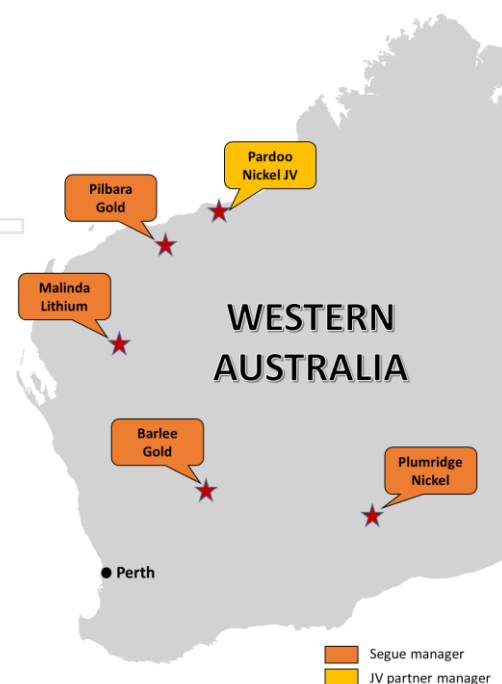 Pardoo
Nickel JV
Pilbara
Gold
Malinda
Lithium
WESTERN
AUSTRALIA
Barlee
Gold
Plumridge
Nickel
Perth
Segue manager
JV partner manager